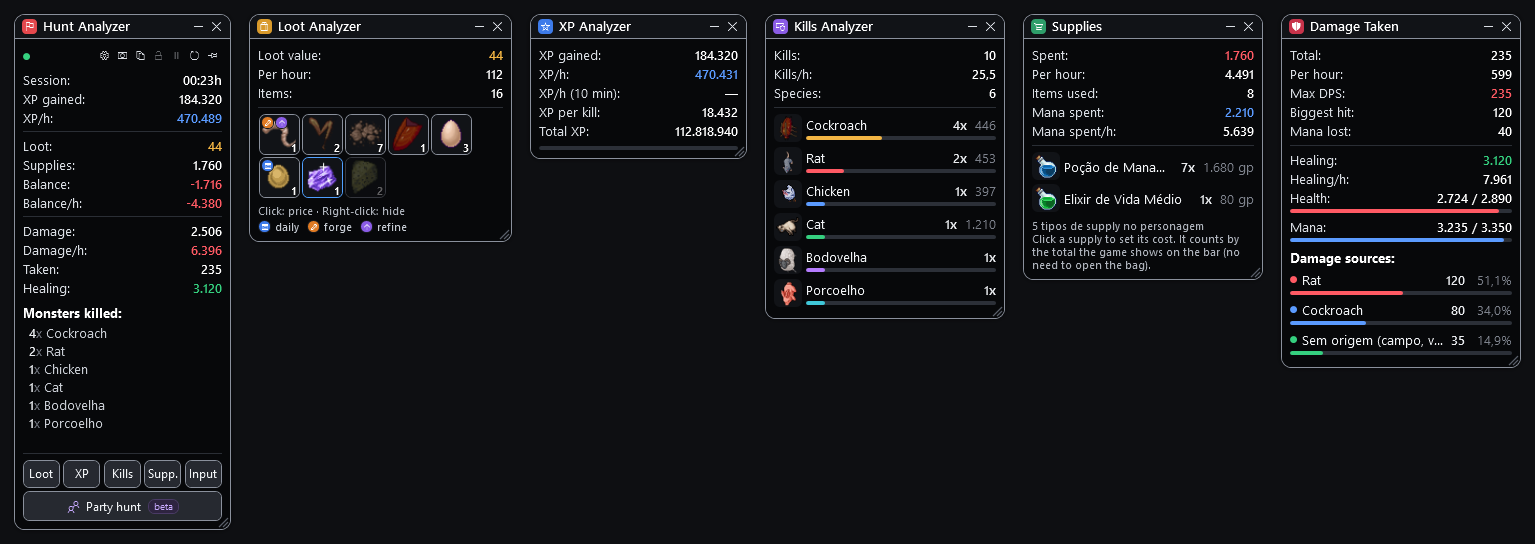 Hunt Analyzer
Session: 00:23h
XP gained: 184.320
XP/h: 470.489
Loot: 44
Supplies: 1.760
Balance: -1.716
Balance/h: -4.380
Damage: 2.506
Damage/h: 6.396
Taken: 235
Healing: 3.120
Monsters killed:
4x Cockroach
2x Rat
1x Chicken
1x Cat
1x Bodovelha
1x Porcoelho
Loot XP Kills Supp. Input
Party hunt beta
Loot Analyzer
Loot value: 44
Per hour: 112
Items: 16
1 2 7 1 3
1 1 2
Click: price · Right-click: hide
daily forge refine
XP Analyzer
XP gained: 184.320
XP/h: 470.431
XP/h (10 min): —
XP per kill: 18.432
Total XP: 112.818.940
Kills Analyzer
Kills: 10
Kills/h: 25,5
Species: 6
Cockroach 4x 446
Rat 2x 453
Chicken 1x 397
Cat 1x 1.210
Bodovelha 1x
Porcoelho 1x
Supplies
Spent: 1.760
Per hour: 4.491
Items used: 8
Mana spent: 2.210
Mana spent/h: 5.639
Poção de Mana... 7x 1.680 gp
Elixir de Vida Médio 1x 80 gp
5 tipos de supply no personagem
Click a supply to set its cost. It counts by
the total the game shows on the bar (no
need to open the bag).
Damage Taken
Total: 235
Per hour: 599
Max DPS: 235
Biggest hit: 120
Mana lost: 40
Healing: 3.120
Healing/h: 7.961
Health: 2.724 / 2.890
Mana: 3.235 / 3.350
Damage sources:
Rat 120 51,1%
Cockroach 80 34,0%
Sem origem (campo, v... 35 14,9%